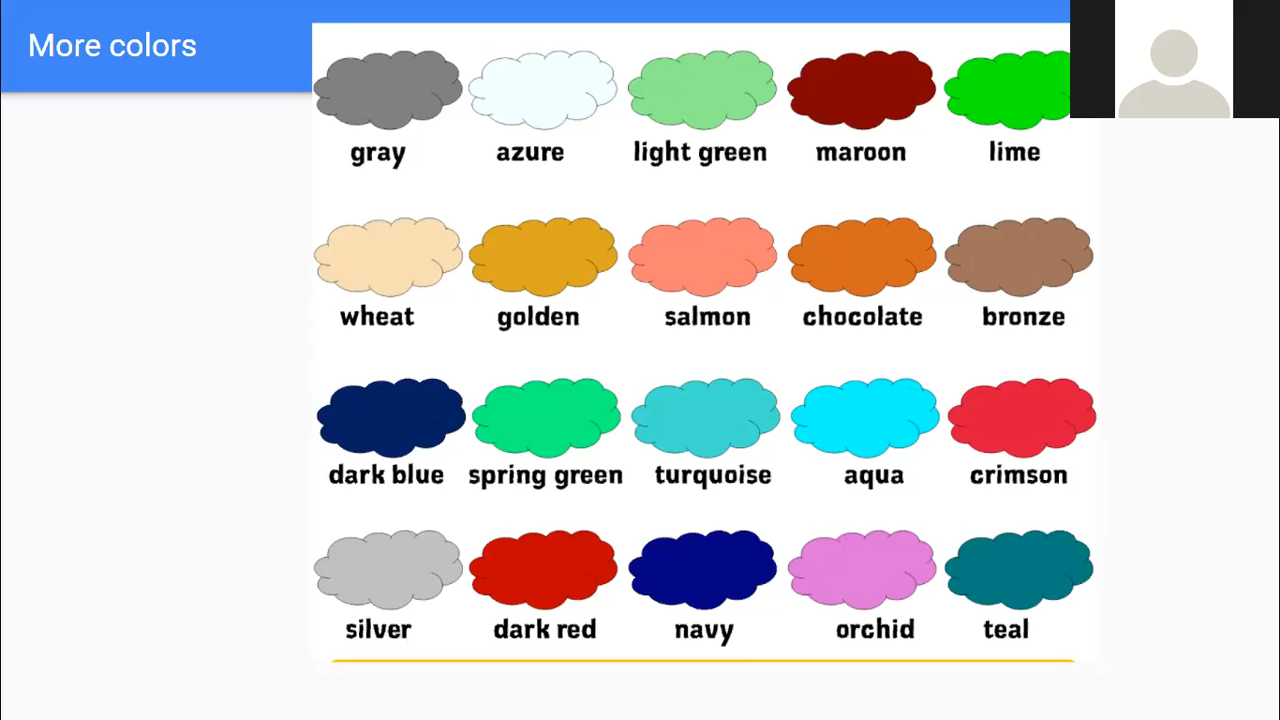 More colors
gray azure light green maroon lime
wheat golden salmon chocolate bronze
dark blue spring green turquoise aqua crimson
silver dark red navy orchid teal